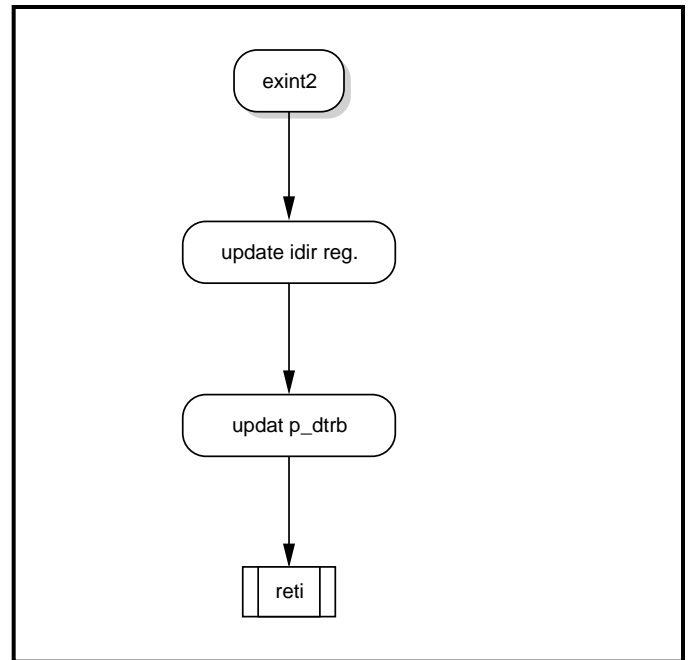 exint2
update idir reg.
updat p_dtrb
reti